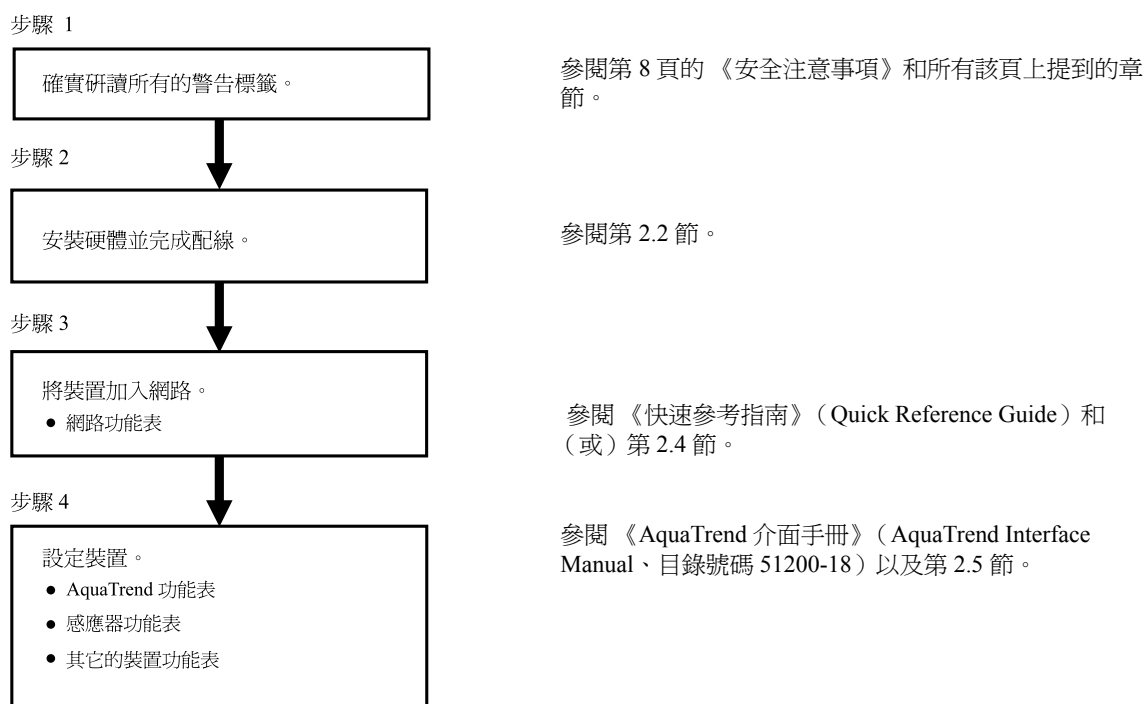 步驟 1
確實研讀所有的警告標籤。
參閱第 8 頁的 《安全注意事項》和所有該頁上提到的章
節。
步驟 2
安裝硬體並完成配線。
參閱第 2.2 節。
步驟 3
將裝置加入網路。
● 網路功能表
參閱 《快速參考指南》（Quick Reference Guide）和
（或）第 2.4 節。
步驟 4
設定裝置。
● AquaTrend 功能表
● 感應器功能表
● 其它的裝置功能表
參閱 《AquaTrend 介面手冊》（AquaTrend Interface
Manual、目錄號碼 51200-18）以及第 2.5 節。